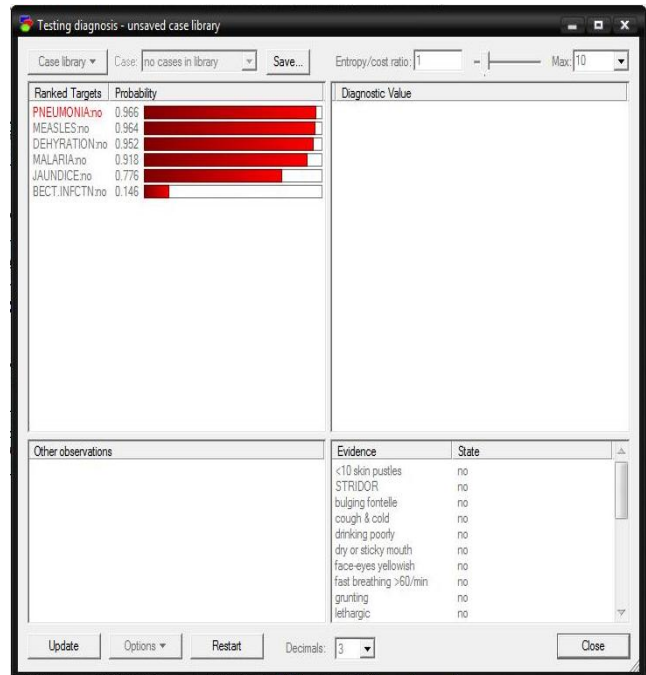 Testing diagnosis - unsaved case library
Case library Case: no cases in library Save... Entropy/cost ratio: 1 Max: 10
Ranked Targets Probability
PNEUMONIA:no 0.966
MEASLES:no 0.964
DEHYRATION:no 0.952
MALARIA:no 0.918
JAUNDICE:no 0.776
BECT.INFCTN:no 0.146
Diagnostic Value
Other observations
Evidence State
<10 skin pustles no
STRIDOR no
bulging fontelle no
cough & cold no
drinking poorly no
dry or sticky mouth no
face-eyes yellowish no
fast breathing >60/min no
grunting no
lethargic no
Update Options Restart Decimals: 3 Close